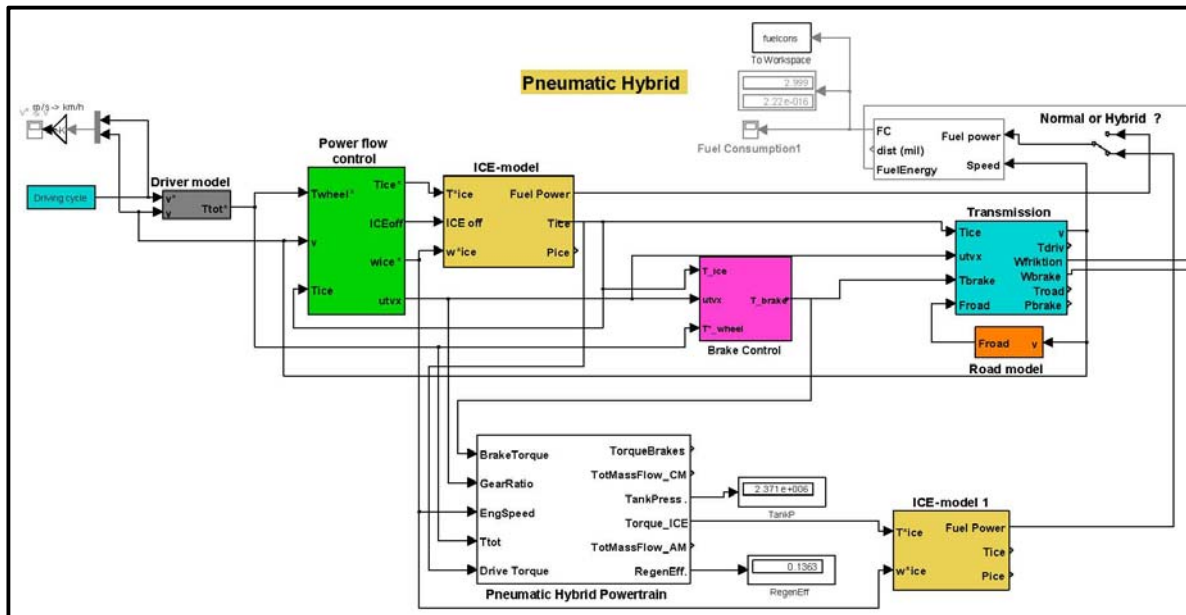 fuelcons
To Workspace
Pneumatic Hybrid
2.999
2.22e-016
m/s -> km/h
Normal or Hybrid ?
FC
Fuel power
dist (mil)
FuelEnergy
Speed
Fuel Consumption1
Power flow
control
ICE-model
Driver model
Driving cycle
v*
v
Ttot*
Twheel*
v
Tice
Tice*
ICEoff
wice*
utvx
T*ice
ICE off
w*ice
Fuel Power
Tice
Pice
Transmission
Tice
utvx
Tbrake
Froad
v
Tdriv
Wfriktion
Wbrake
Troad
Pbrake
T_ice
utvx
T*_wheel
T_brake
Brake Control
Froad
v
Road model
BrakeTorque
GearRatio
EngSpeed
Ttot
Drive Torque
TorqueBrakes
TotMassFlow_CM
TankPress .
Torque_ICE
TotMassFlow_AM
RegenEff.
Pneumatic Hybrid Powertrain
2.371e+006
TankP
0.1363
RegenEff
ICE-model 1
T*ice
w*ice
Fuel Power
Tice
Pice